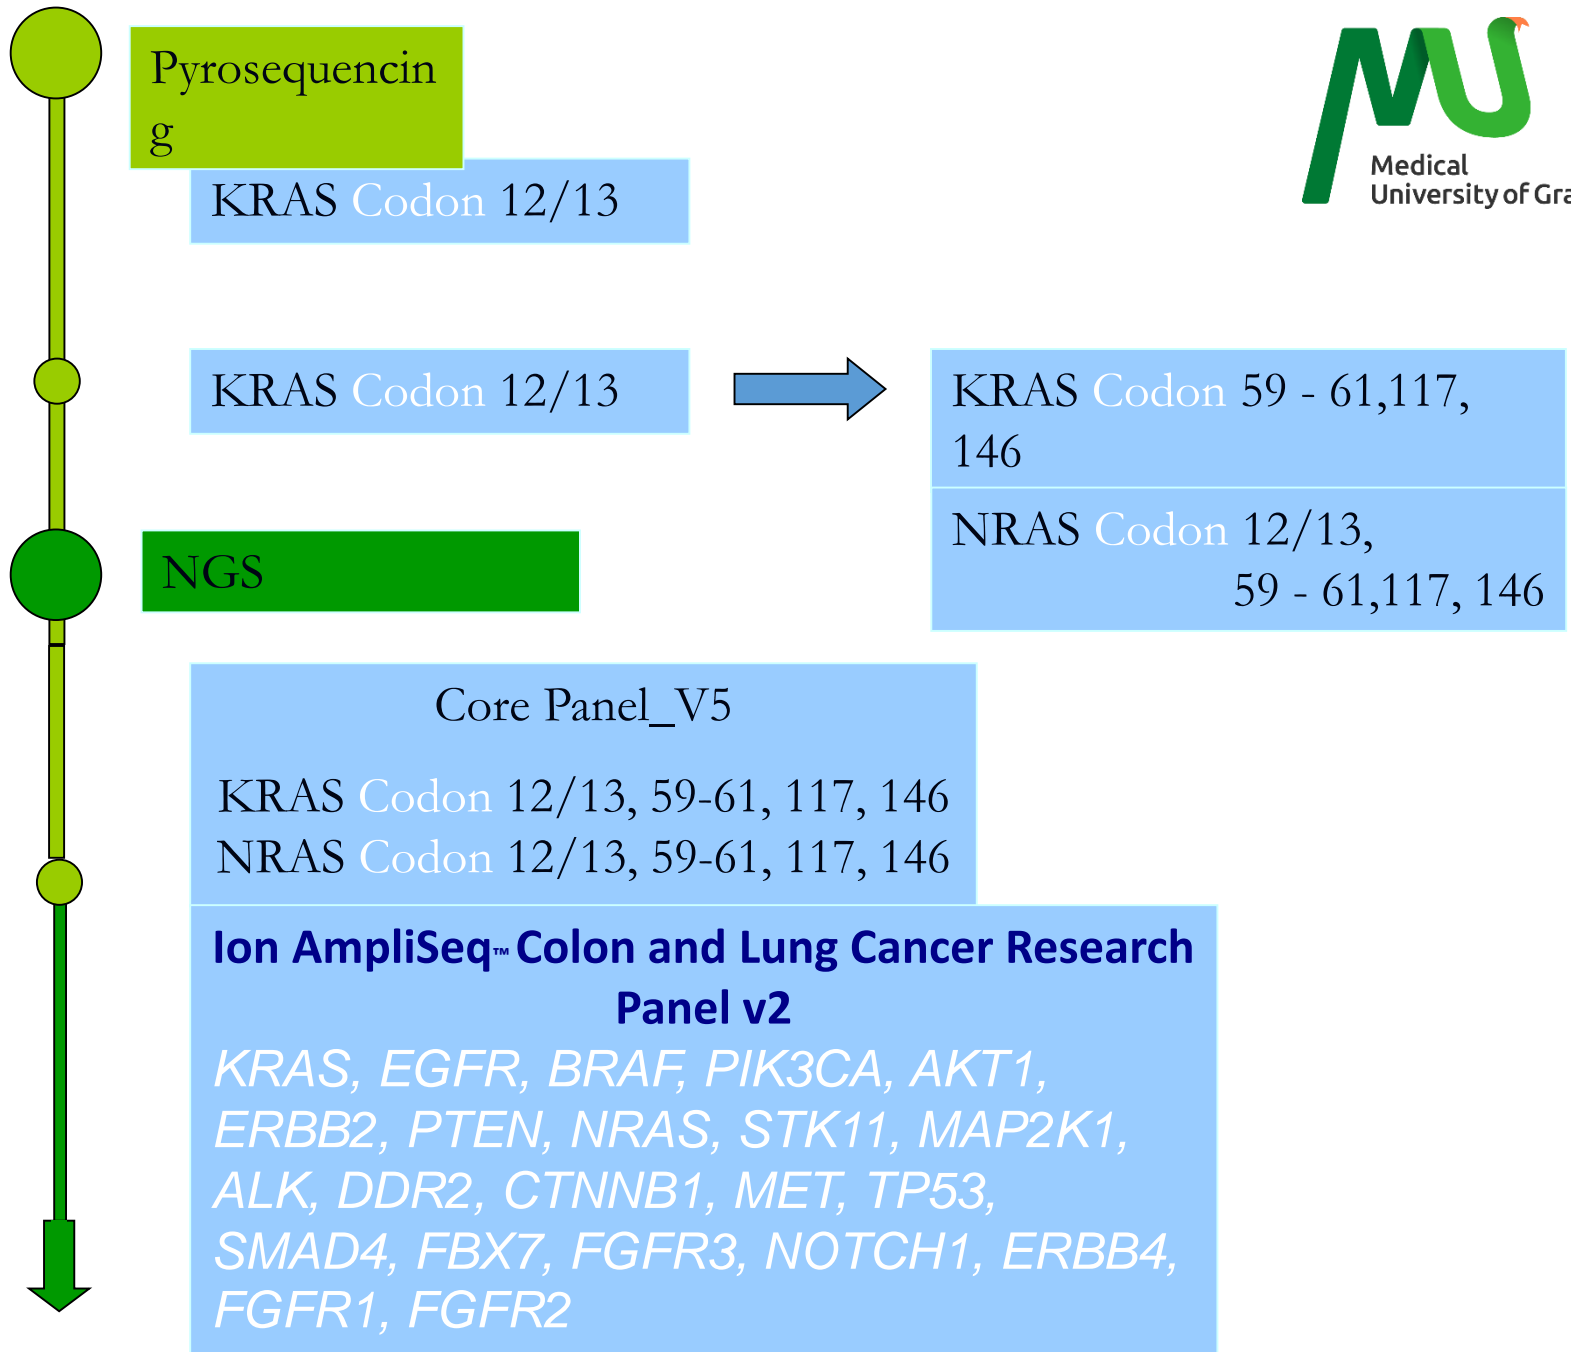 Pyrosequencin
g
Medical
University of Gra
KRAS Codon 12/13
KRAS Codon 12/13
KRAS Codon 59 - 61,117,
146
NRAS Codon 12/13,
59 - 61,117, 146
NGS
Core Panel_V5
KRAS Codon 12/13, 59-61, 117, 146
NRAS Codon 12/13, 59-61, 117, 146
Ion AmpliSeq™ Colon and Lung Cancer Research
Panel v2
KRAS, EGFR, BRAF, PIK3CA, AKT1,
ERBB2, PTEN, NRAS, STK11, MAP2K1,
ALK, DDR2, CTNNB1, MET, TP53,
SMAD4, FBX7, FGFR3, NOTCH1, ERBB4,
FGFR1, FGFR2